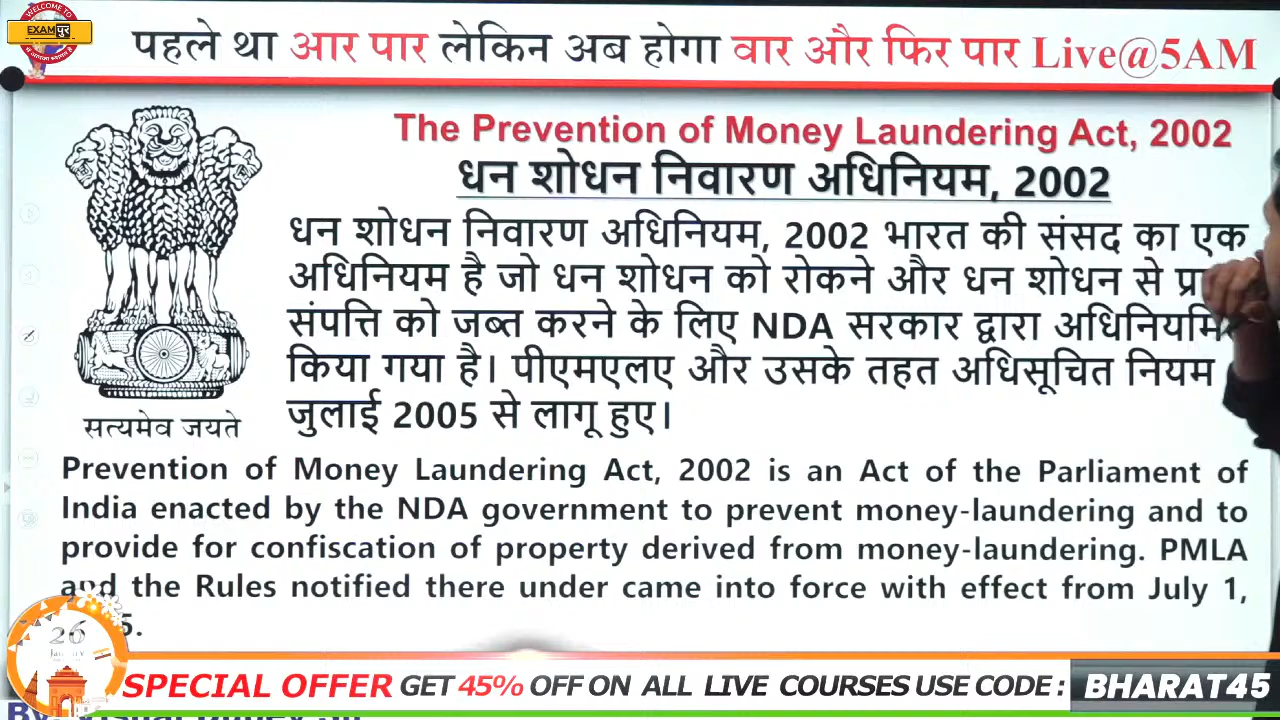 WELCOME TO
EXAMपुर
पहले था आर पार लेकिन अब होगा वार और फिर पार Live@5AM
The Prevention of Money Laundering Act, 2002
धन शोधन निवारण अधिनियम, 2002
धन शोधन निवारण अधिनियम, 2002 भारत की संसद का एक
अधिनियम है जो धन शोधन को रोकने और धन शोधन से
संपत्ति को जब्त करने के लिए NDA सरकार द्वारा
किया गया है। पीएमएलए और उसके तहत अधिसूचित नियम
जुलाई 2005 से लागू हुए।
सत्यमेव जयते
Prevention of Money Laundering Act, 2002 is an Act of the Parliament of
India enacted by the NDA government to prevent money-laundering and to
provide for confiscation of property derived from money-laundering. PMLA
and the Rules notified there under came into force with effect from July 1,
26
January
SPECIAL OFFER GET 45% OFF ON ALL LIVE COURSES USE CODE : BHARAT45